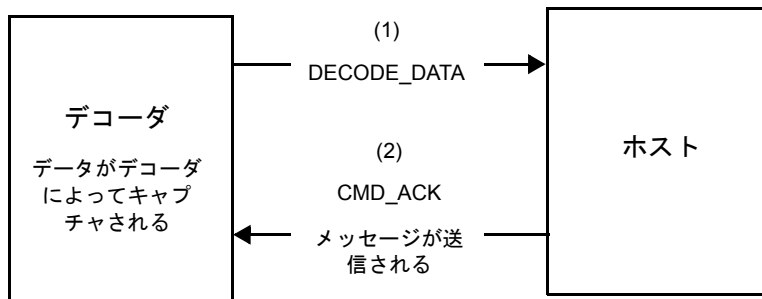 デコーダ
データがデコーダ
によってキャプ
チャされる
(1)
DECODE_DATA
(2)
CMD_ACK
メッセージが送
信される
ホスト